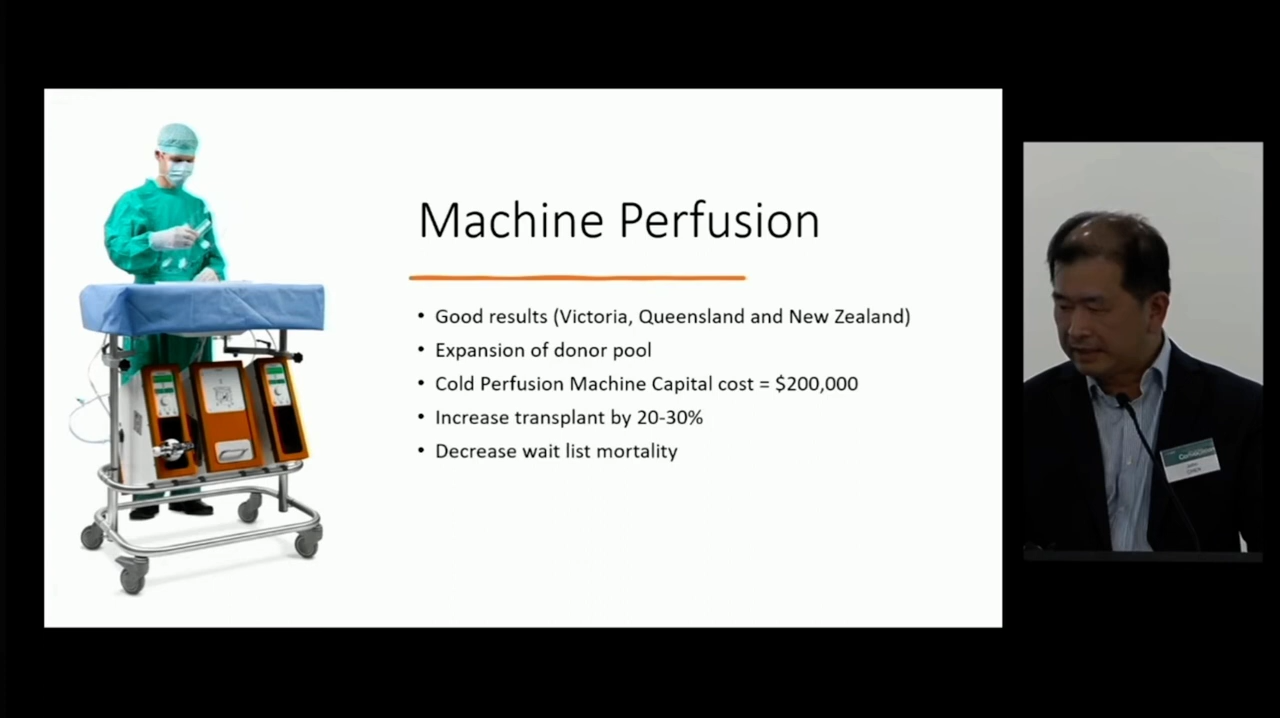 Machine Perfusion
• Good results (Victoria, Queensland and New Zealand)
• Expansion of donor pool
• Cold Perfusion Machine Capital cost = $200,000
• Increase transplant by 20-30%
• Decrease wait list mortality